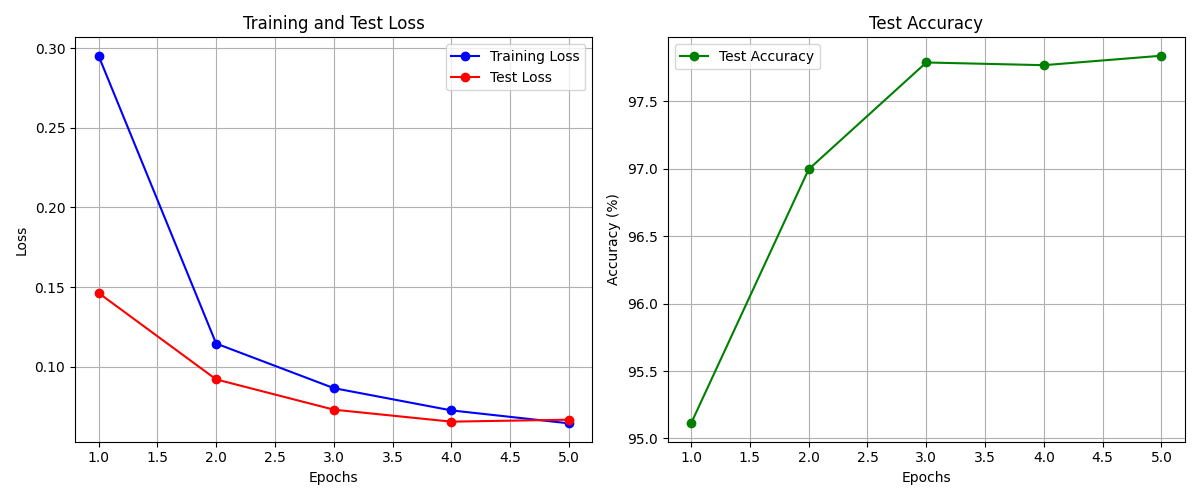 Training and Test Loss
Training Loss
Test Loss
0.30
0.25
0.20
0.15
0.10
Loss
1.0 1.5 2.0 2.5 3.0 3.5 4.0 4.5 5.0
Epochs
Test Accuracy
Test Accuracy
97.5
97.0
96.5
96.0
95.5
95.0
Accuracy (%)
1.0 1.5 2.0 2.5 3.0 3.5 4.0 4.5 5.0
Epochs